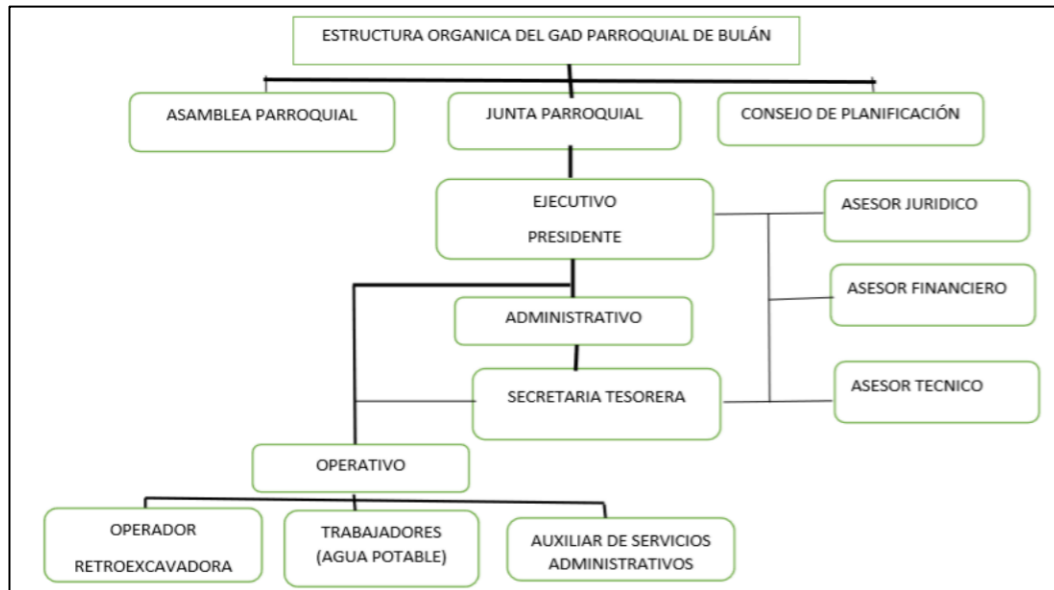 ESTRUCTURA ORGANICA DEL GAD PARROQUIAL DE BULÁN
ASAMBLEA PARROQUIAL
JUNTA PARROQUIAL
CONSEJO DE PLANIFICACIÓN
EJECUTIVO
PRESIDENTE
ASESOR JURIDICO
ASESOR FINANCIERO
ADMINISTRATIVO
SECRETARIA TESORERA
ASESOR TECNICO
OPERATIVO
OPERADOR
RETROEXCAVADORA
TRABAJADORES
(AGUA POTABLE)
AUXILIAR DE SERVICIOS
ADMINISTRATIVOS